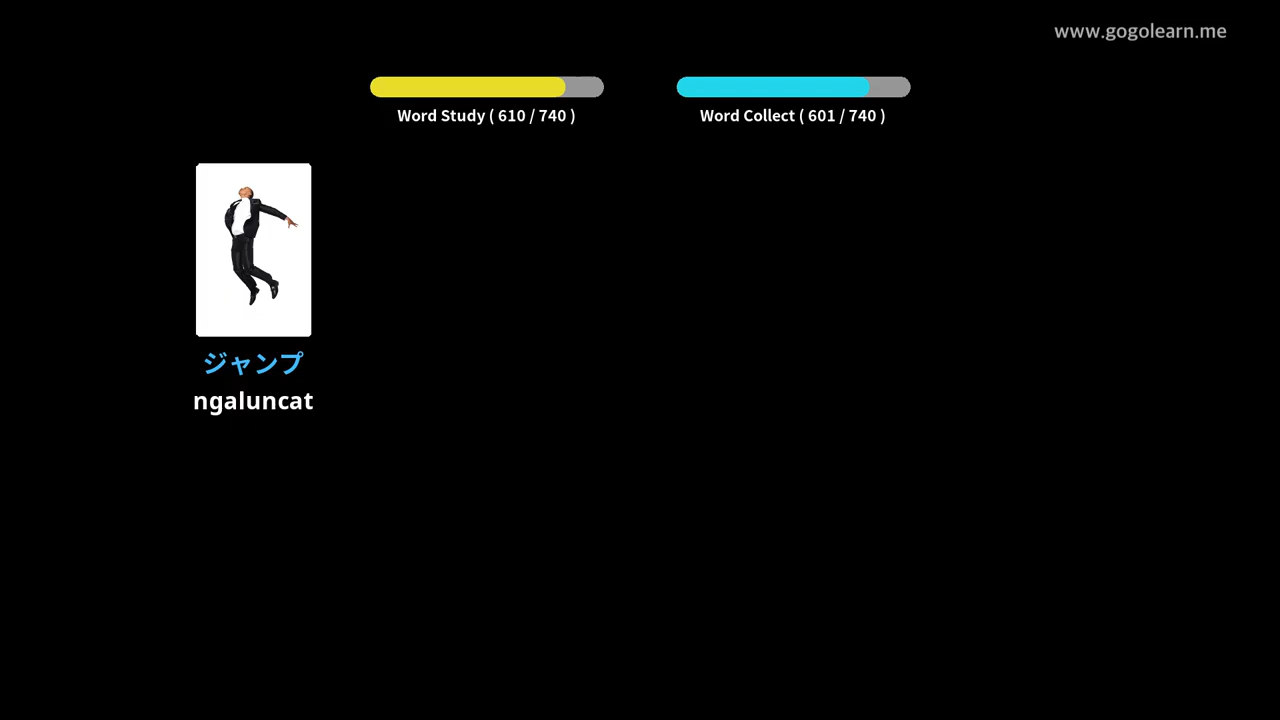 www.gogolearn.me
Word Study ( 610 / 740 )
Word Collect ( 601 / 740 )
ジャンプ
ngaluncat